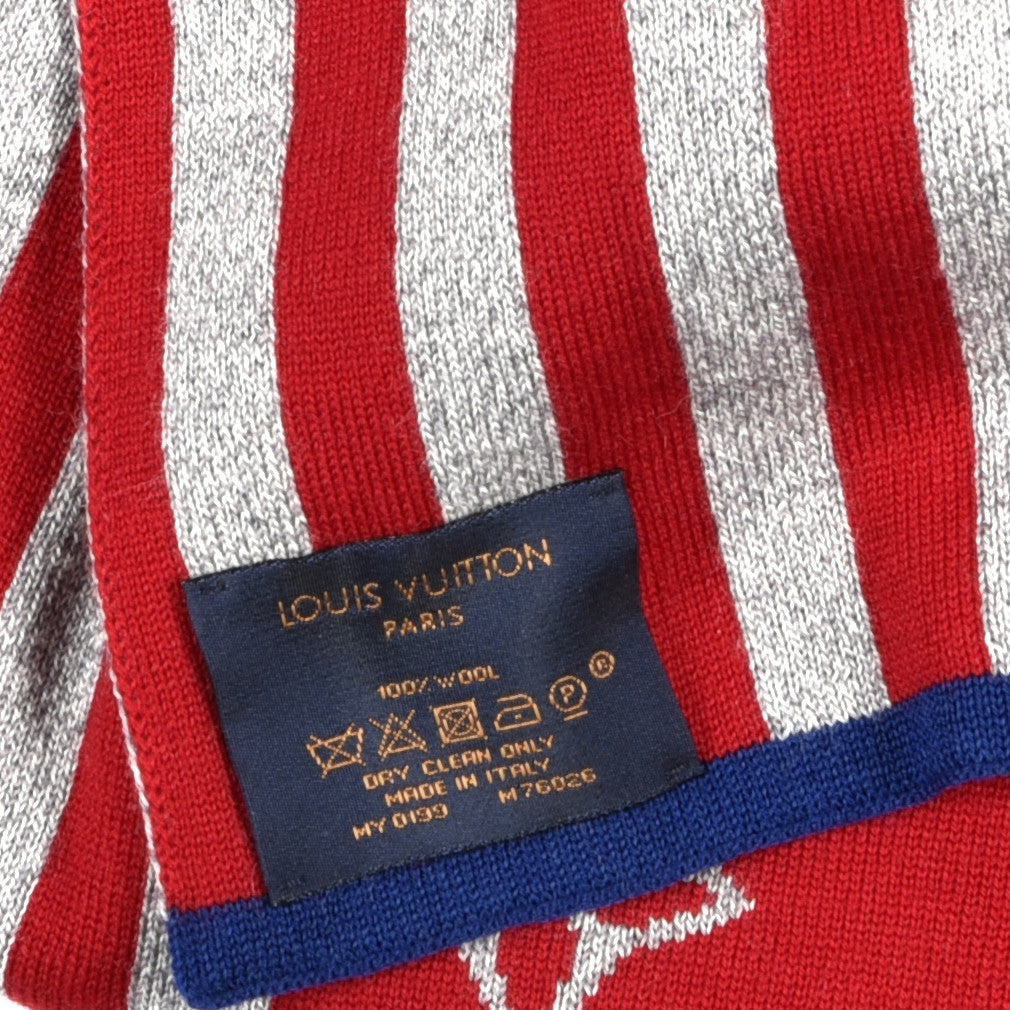 LOUIS VUITTON
PARIS
100% WOOL
P ®
DRY CLEAN ONLY
MADE IN ITALY
MY 0199 M76026